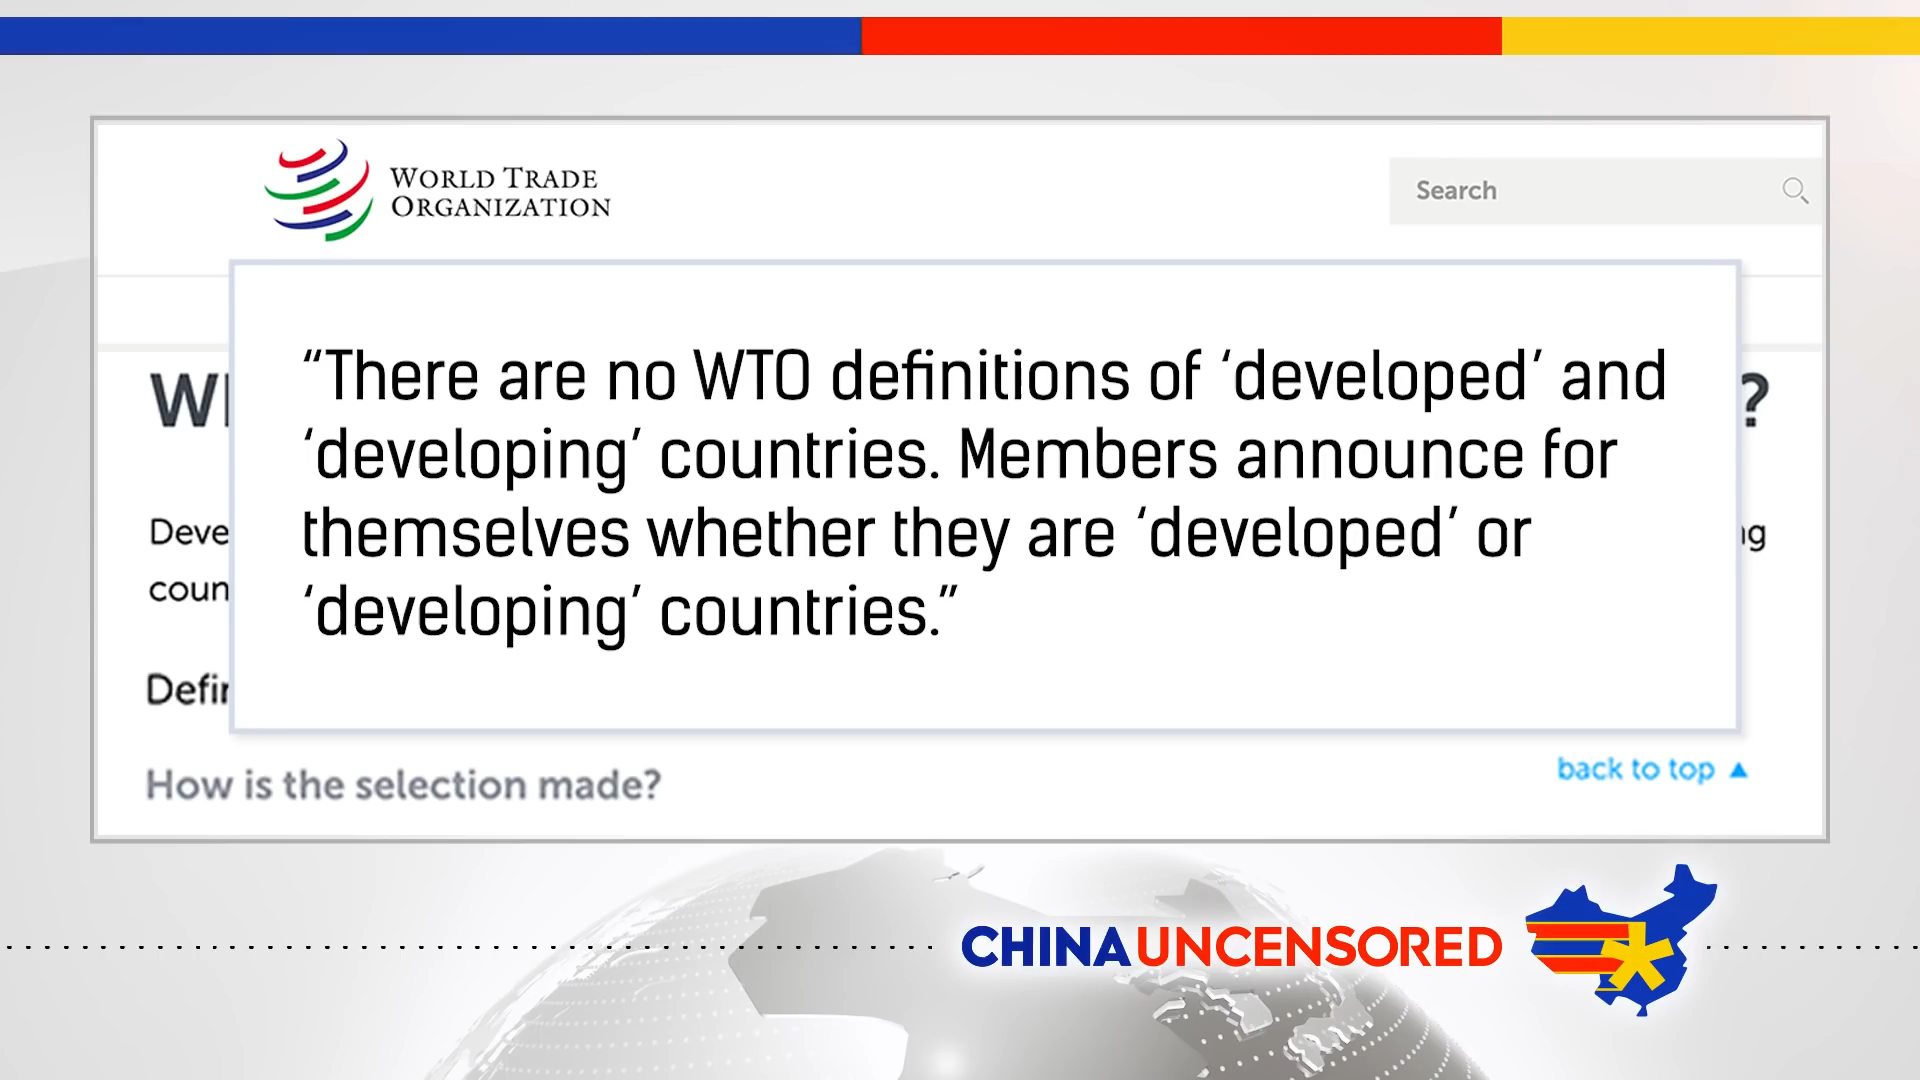 WORLD TRADE
ORGANIZATION
Search
“There are no WTO definitions of ‘developed’ and
‘developing’ countries. Members announce for
themselves whether they are ‘developed’ or
‘developing’ countries.”
?
How is the selection made?
back to top ▲
CHINAUNCENSORED